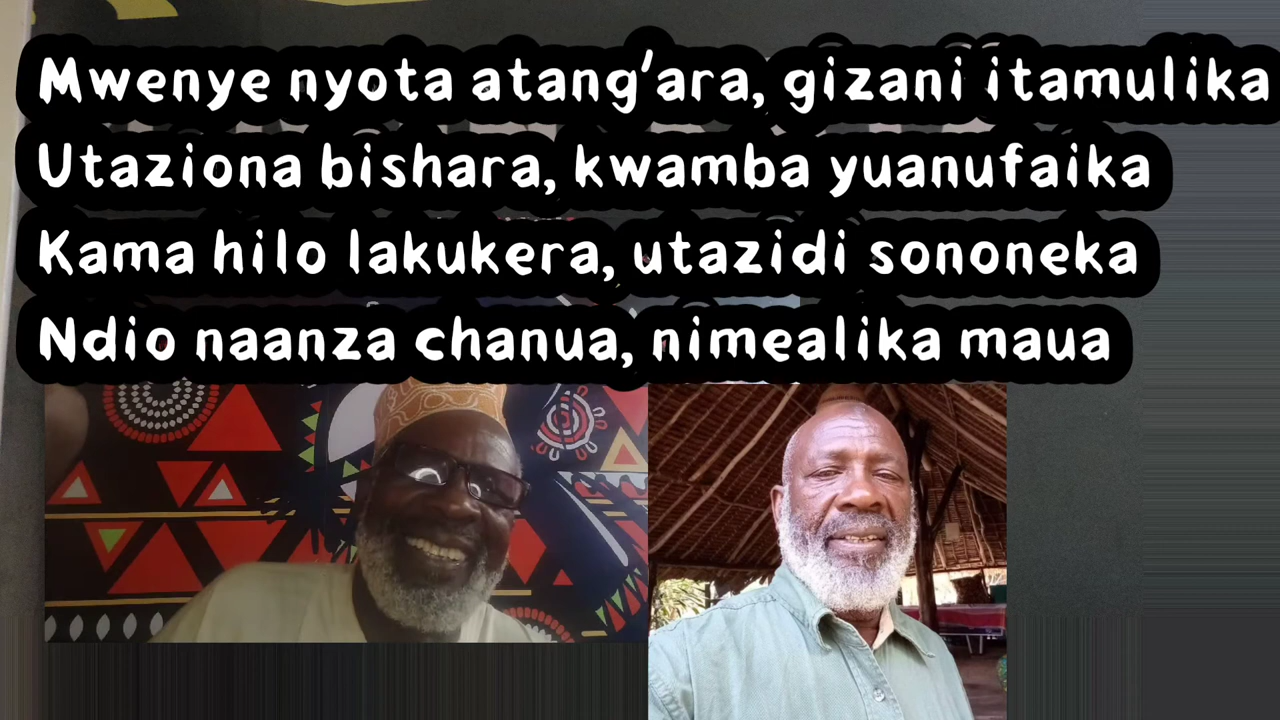 Mwenye nyota atang'ara, gizani itamulika
Utaziona bishara, kwamba yuanufaika
Kama hilo lakukera, utazidi sononeka
Ndio naanza chanua, nimealika maua